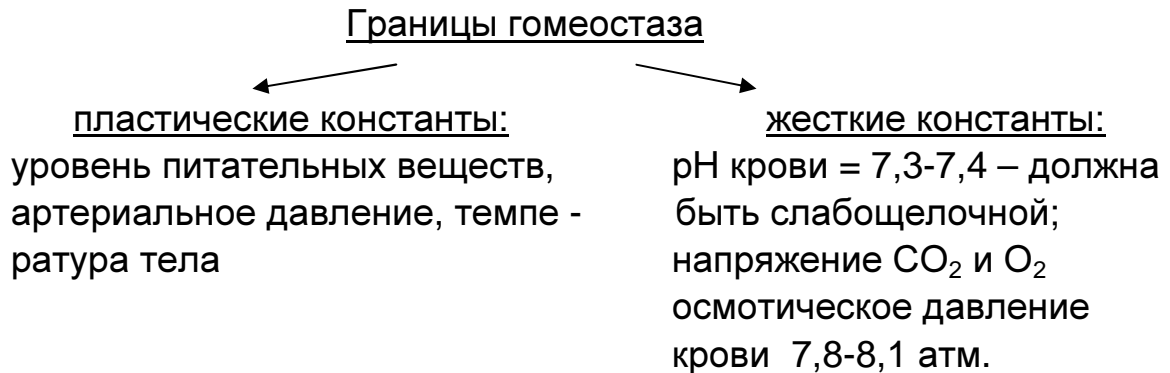 Границы гомеостаза
пластические константы:
уровень питательных веществ,
артериальное давление, темпе -
ратура тела
жесткие константы:
pH крови = 7,3-7,4 – должна
быть слабощелочной;
напряжение CO₂ и O₂
осмотическое давление
крови 7,8-8,1 атм.